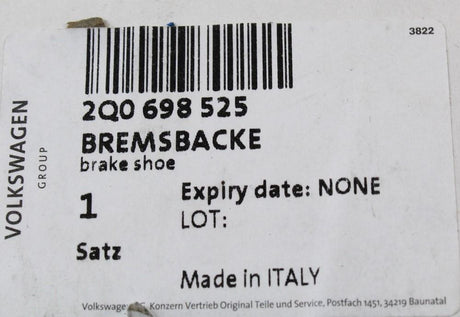 3822
VOLKSWAGEN
GROUP
2Q0 698 525
BREMSBACKE
brake shoe
1
Expiry date: NONE
LOT:
Satz
Made in ITALY
Konzern Vertrieb Original Teile und Service, Postfach 1451, 34219 Baunatal